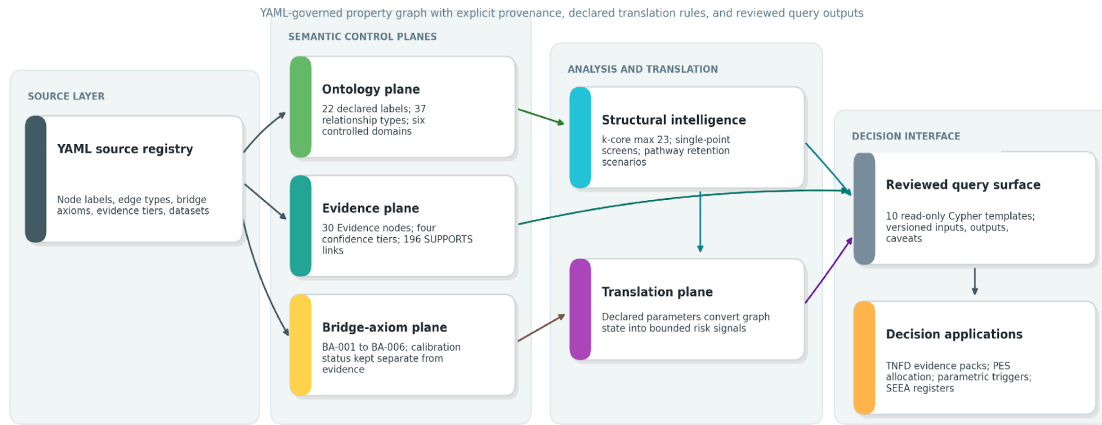 YAML-governed property graph with explicit provenance, declared translation rules, and reviewed query outputs
SOURCE LAYER
YAML source registry
Node labels, edge types, bridge
axioms, evidence tiers, datasets
SEMANTIC CONTROL PLANES
Ontology plane
22 declared labels; 37
relationship types; six
controlled domains
Evidence plane
30 Evidence nodes; four
confidence tiers; 196 SUPPORTS
links
Bridge-axiom plane
BA-001 to BA-006; calibration
status kept separate from
evidence
ANALYSIS AND TRANSLATION
Structural intelligence
k-core max 23; single-point
screens; pathway retention
scenarios
Translation plane
Declared parameters convert graph
state into bounded risk signals
DECISION INTERFACE
Reviewed query surface
10 read-only Cypher templates;
versioned inputs, outputs,
caveats
Decision applications
TNFD evidence packs; PES
allocation; parametric triggers;
SEEA registers